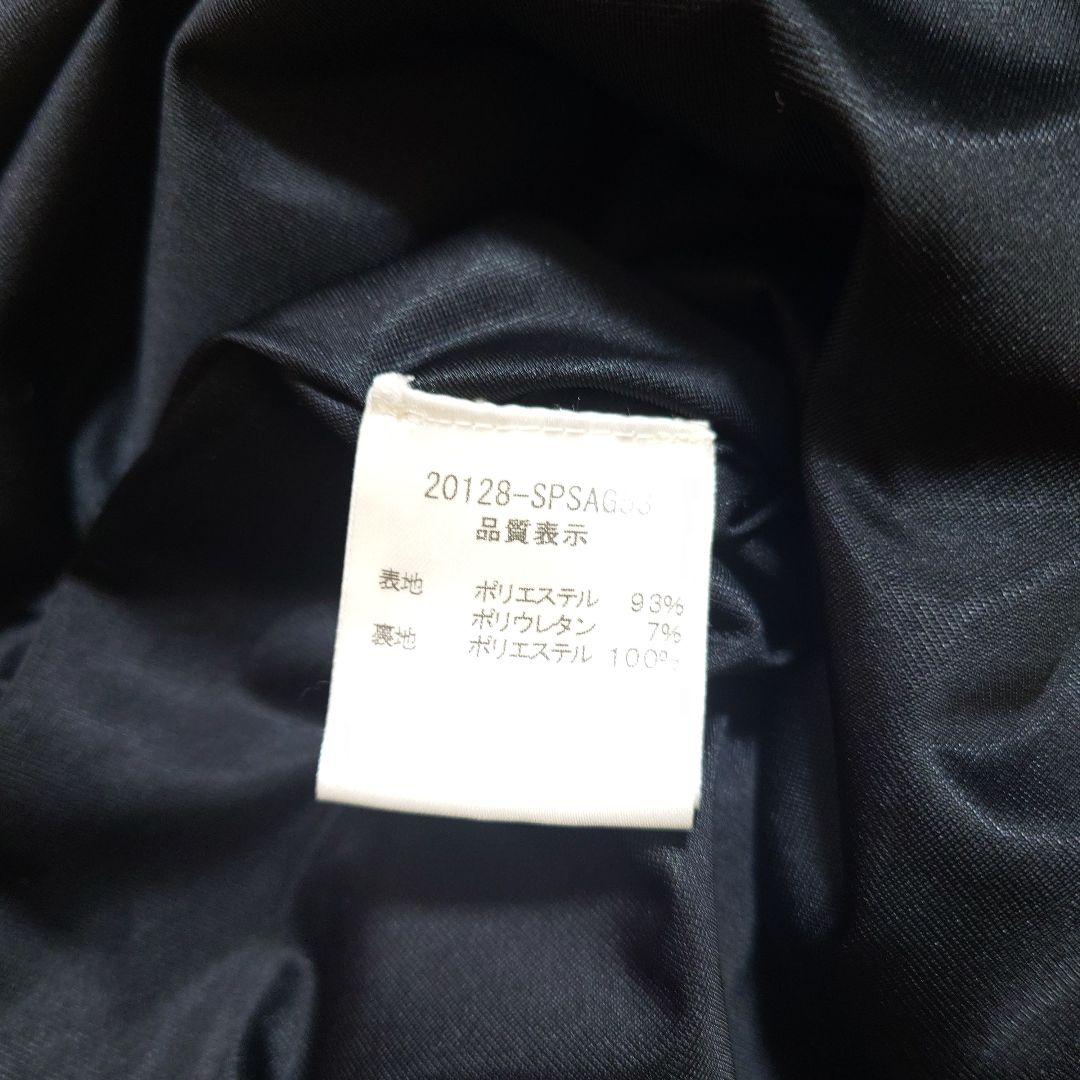 20128-SPSAG53
品質表示
表地 ポリエステル 93%
ポリウレタン 7%
裏地 ポリエステル 100%